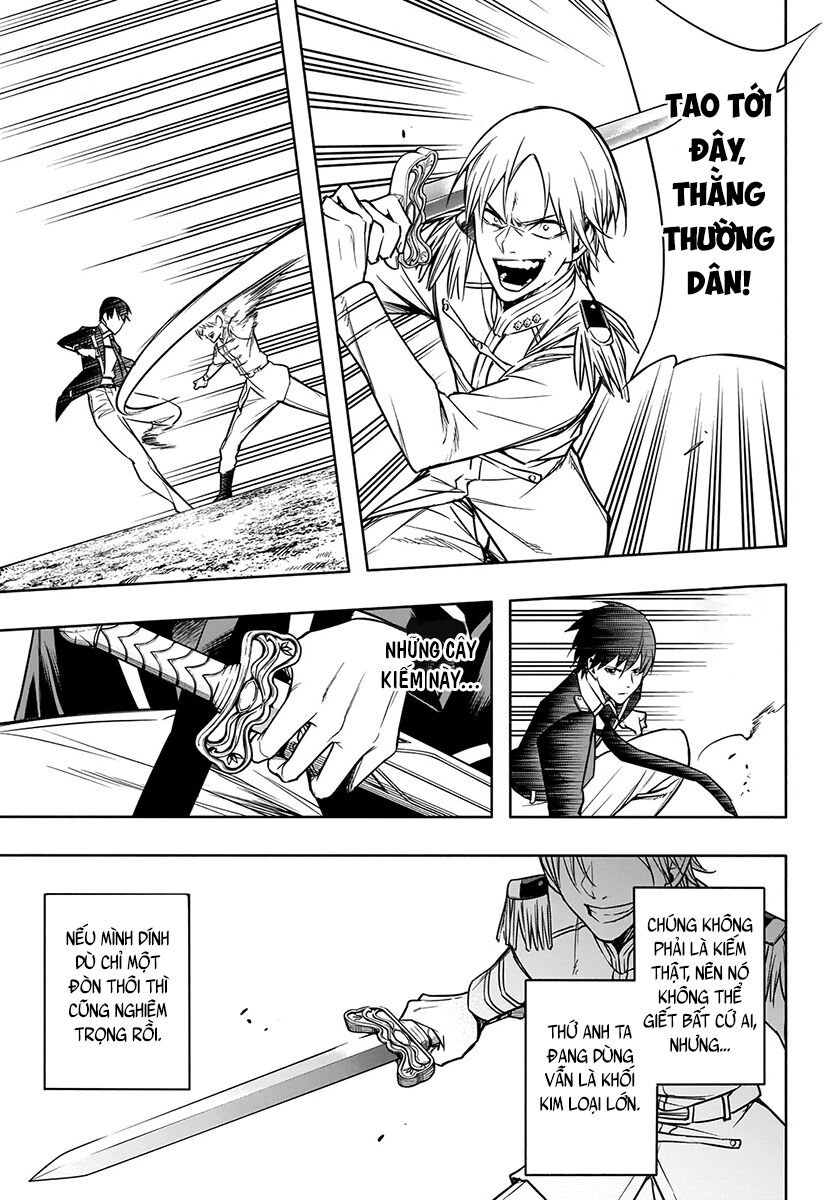 TAO TỚI
ĐÂY,
THẰNG
THƯỜNG
DÂN!
NHỮNG CÂY
KIẾM NÀY...
CHÚNG KHÔNG
PHẢI LÀ KIẾM
THẬT, NÊN NÓ
KHÔNG THỂ
GIẾT BẤT CỨ AI,
NHƯNG...
THỨ ANH TA
ĐANG DÙNG
VẪN LÀ KHỐI
KIM LOẠI LỚN.
NẾU MÌNH DÍNH
DÙ CHỈ MỘT
ĐÒN THÔI THÌ
CŨNG NGHIÊM
TRỌNG RỒI.